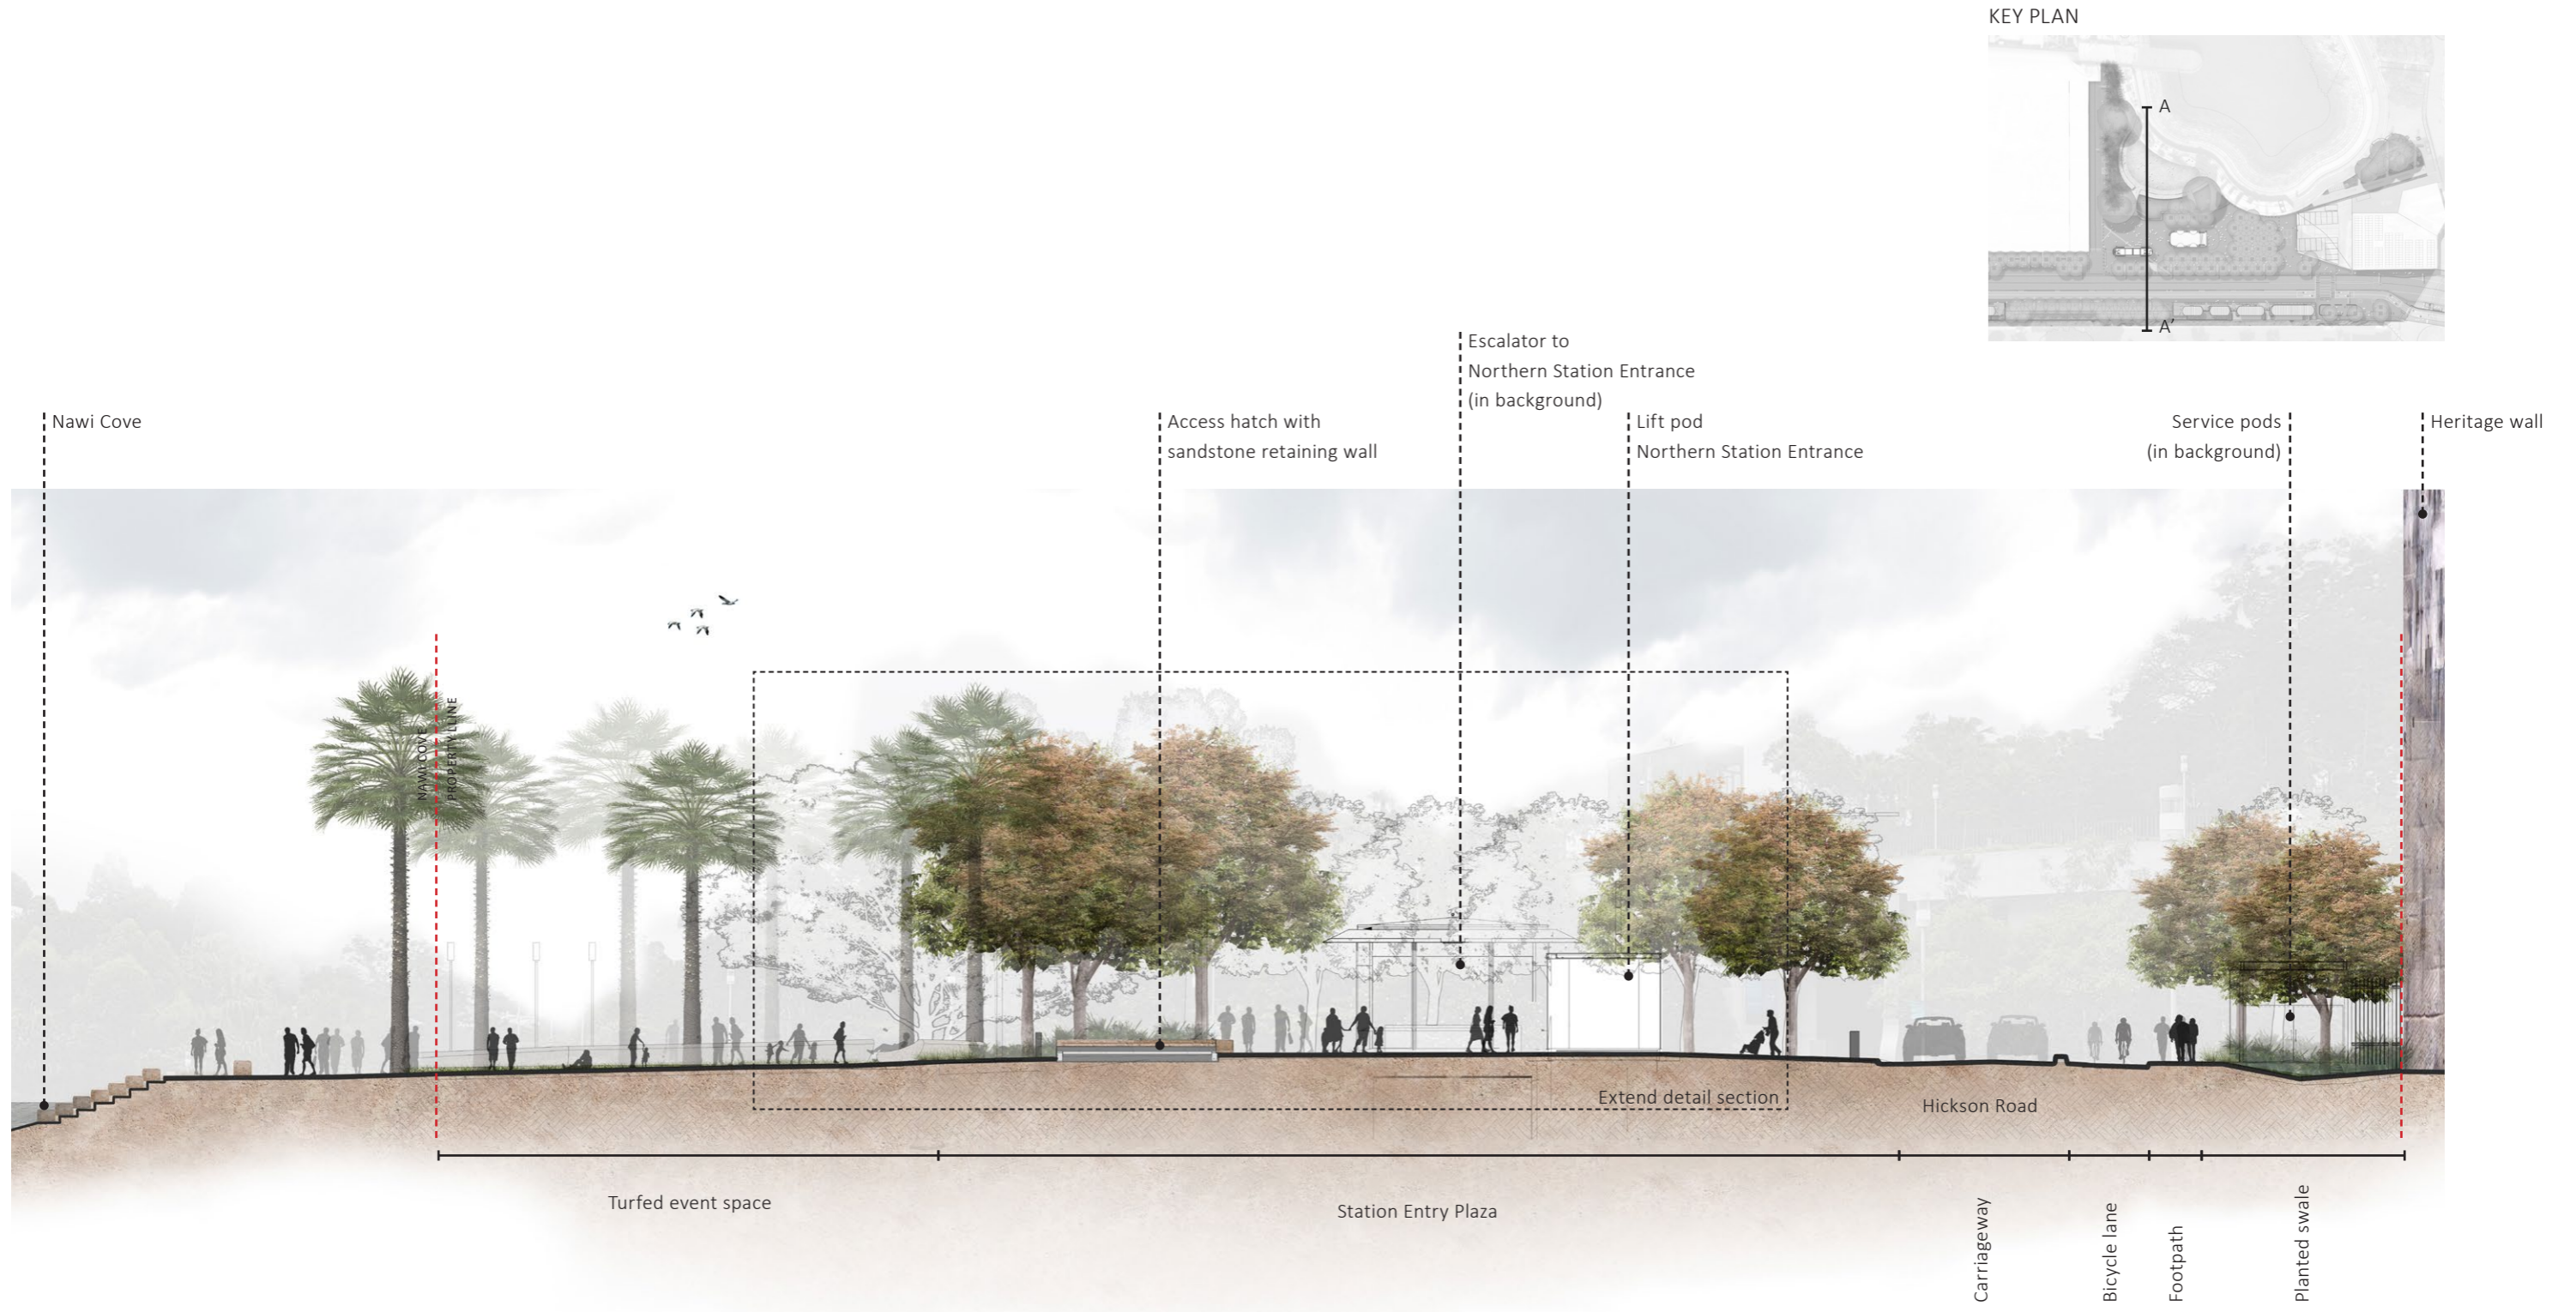 KEY PLAN
A
A'
Escalator to
Northern Station Entrance
(in background)
Nawi Cove
Access hatch with
sandstone retaining wall
Lift pod
Northern Station Entrance
Service pods
(in background)
Heritage wall
NAWI COVE
PROPERTY LLINE
Extend detail section
Hickson Road
Turfed event space
Station Entry Plaza
Carriageway
Bicycle lane
Footpath
Planted swale